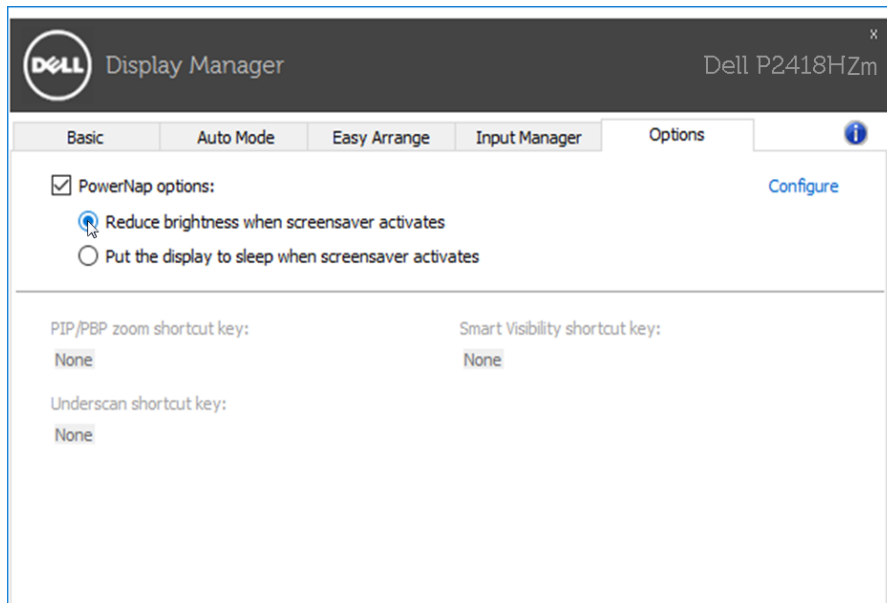 x
DELL Display Manager Dell P2418HZm
Basic Auto Mode Easy Arrange Input Manager Options i
PowerNap options: Configure
Reduce brightness when screensaver activates
Put the display to sleep when screensaver activates
PIP/PBP zoom shortcut key: Smart Visibility shortcut key:
None None
Underscan shortcut key:
None